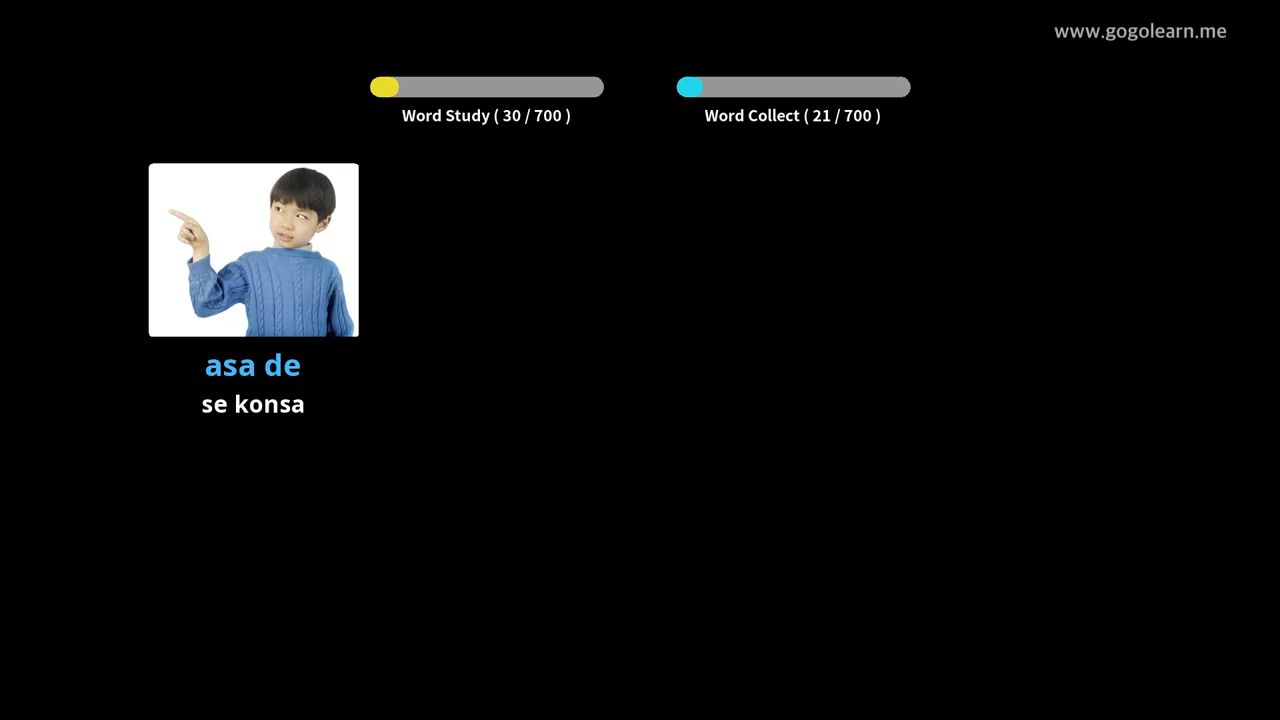 www.gogolearn.me
Word Study ( 30 / 700 )
Word Collect ( 21 / 700 )
asa de
se konsa